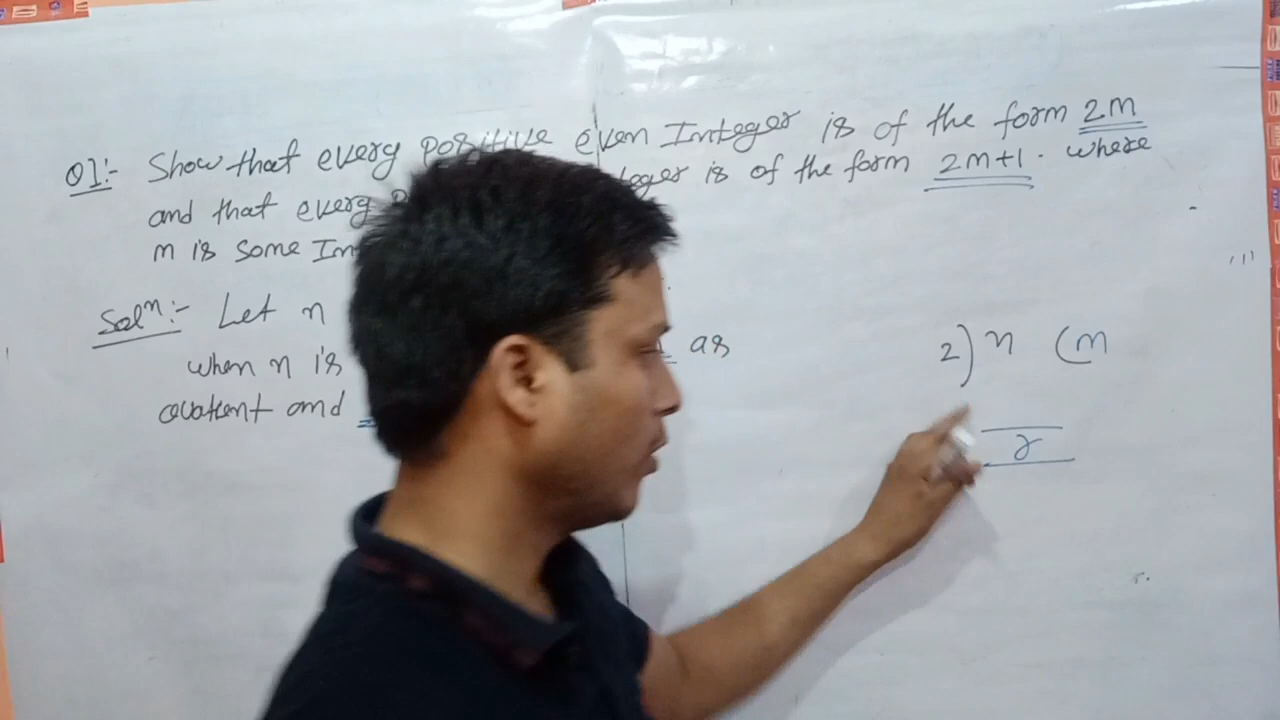 Q1:- Show that every positive even Integer is of the form 2m
and that every teger is of the form 2m+1. where
m is some In
Solⁿ:- Let n
when n is as
quotient and
2) n (m
r